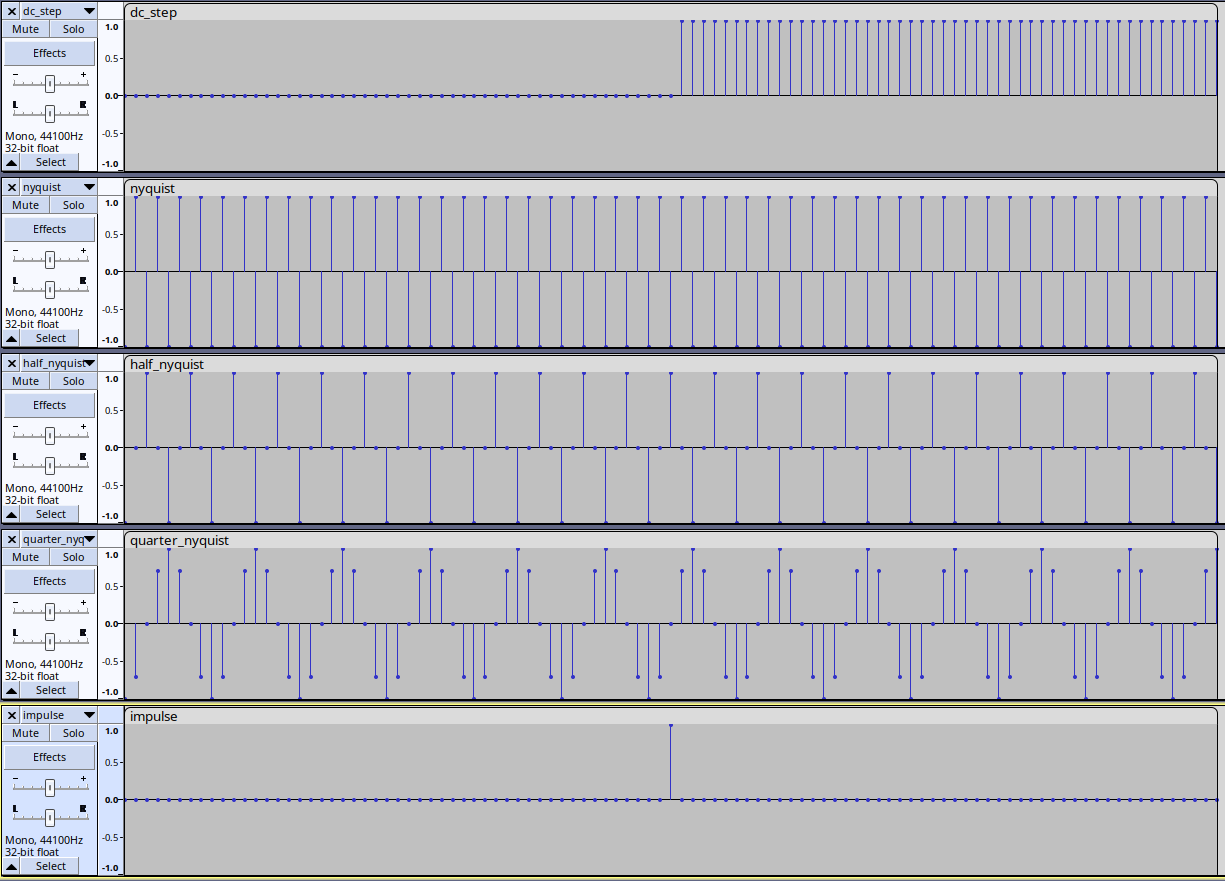 dc_step dc_step
Mute Solo 1.0
Effects 0.5
- +
0.0
L R
-0.5
Mono, 44100Hz
32-bit float
Select -1.0
nyquist nyquist
Mute Solo 1.0
Effects 0.5
- +
0.0
L R
-0.5
Mono, 44100Hz
32-bit float
Select -1.0
half_nyquist half_nyquist
Mute Solo 1.0
Effects 0.5
- +
0.0
L R
-0.5
Mono, 44100Hz
32-bit float
Select -1.0
quarter_nyq quarter_nyquist
Mute Solo 1.0
Effects 0.5
- +
0.0
L R
-0.5
Mono, 44100Hz
32-bit float
Select -1.0
impulse impulse
Mute Solo 1.0
Effects 0.5
- +
0.0
L R
-0.5
Mono, 44100Hz
32-bit float
Select -1.0